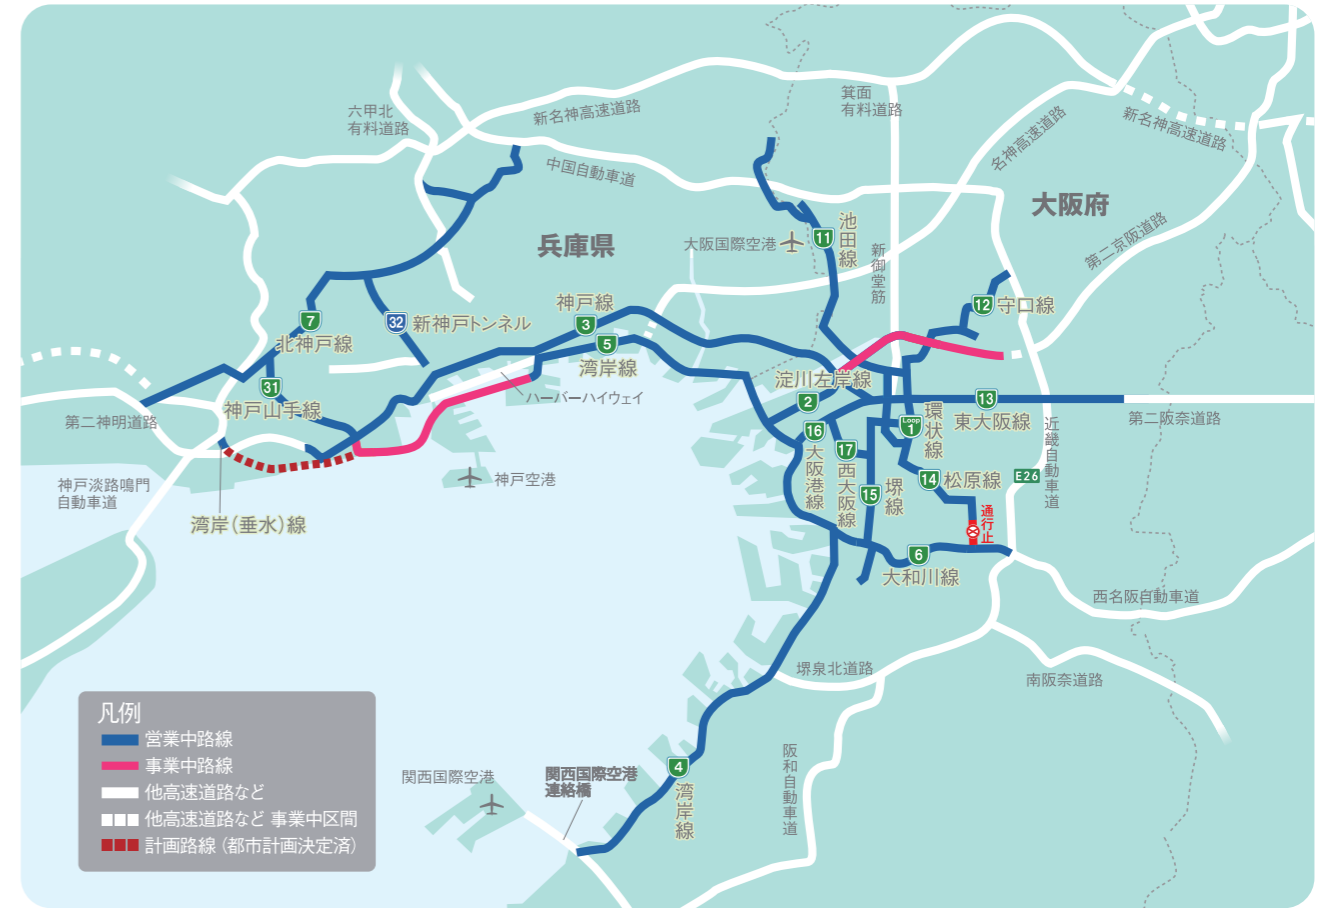 六甲北
有料道路
新名神高速道路
中国自動車道
箕面
有料道路
名神高速道路
新名神高速道路
大阪府
兵庫県
大阪国際空港
11
池田線
新御堂筋
第二京阪道路
12
守口線
7
北神戸線
32
新神戸トンネル
神戸線
3
5
湾岸線
31
神戸山手線
ハーバーハイウェイ
淀川左岸線
2
第二神明道路
神戸淡路鳴門
自動車道
湾岸(垂水)線
神戸空港
16
大阪港線
17
西大阪線
15
堺線
Loop
1
環状線
13
東大阪線
第二阪奈道路
近畿自動車道
E26
14
松原線
通行止
6
大和川線
西名阪自動車道
堺泉北道路
南阪奈道路
阪和自動車道
4
湾岸線
関西国際空港
関西国際空港
連絡橋
凡例
営業中路線
事業中路線
他高速道路など
他高速道路など 事業中区間
計画路線(都市計画決定済)